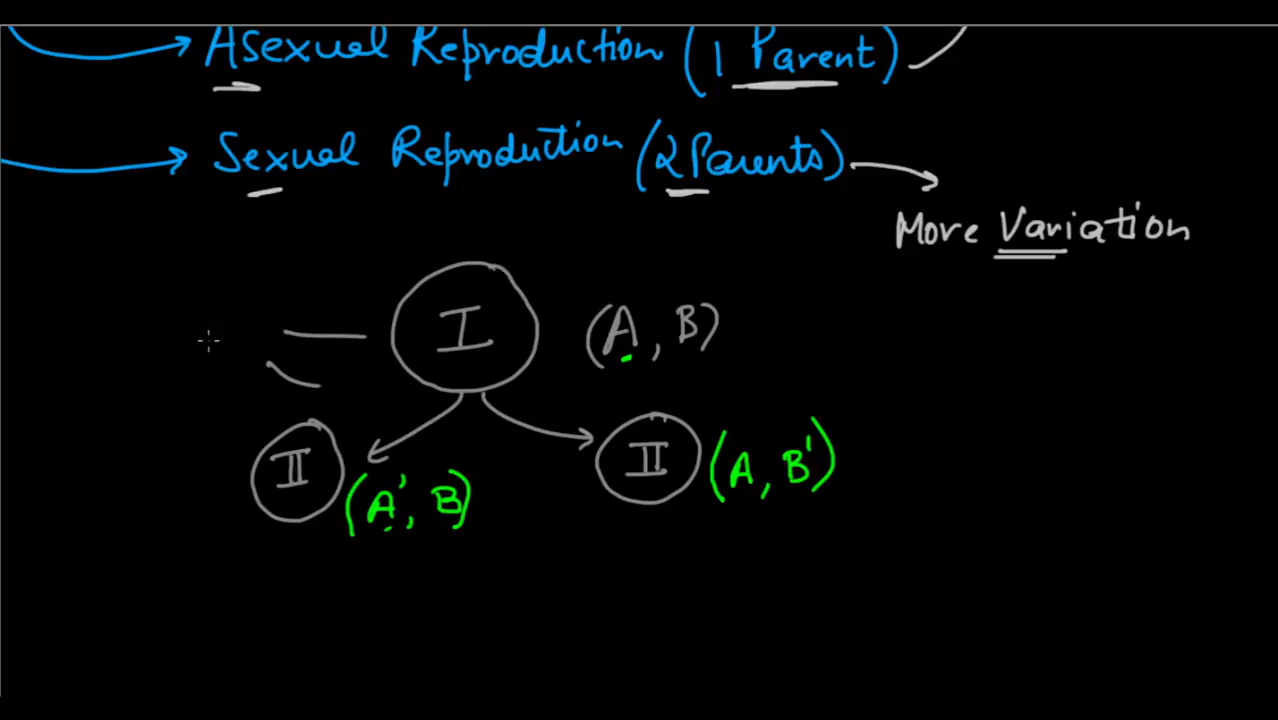 Asexual Reproduction (1 Parent)
Sexual Reproduction (2 Parents)
More Variation
I (A, B)
II (A', B) II (A, B')